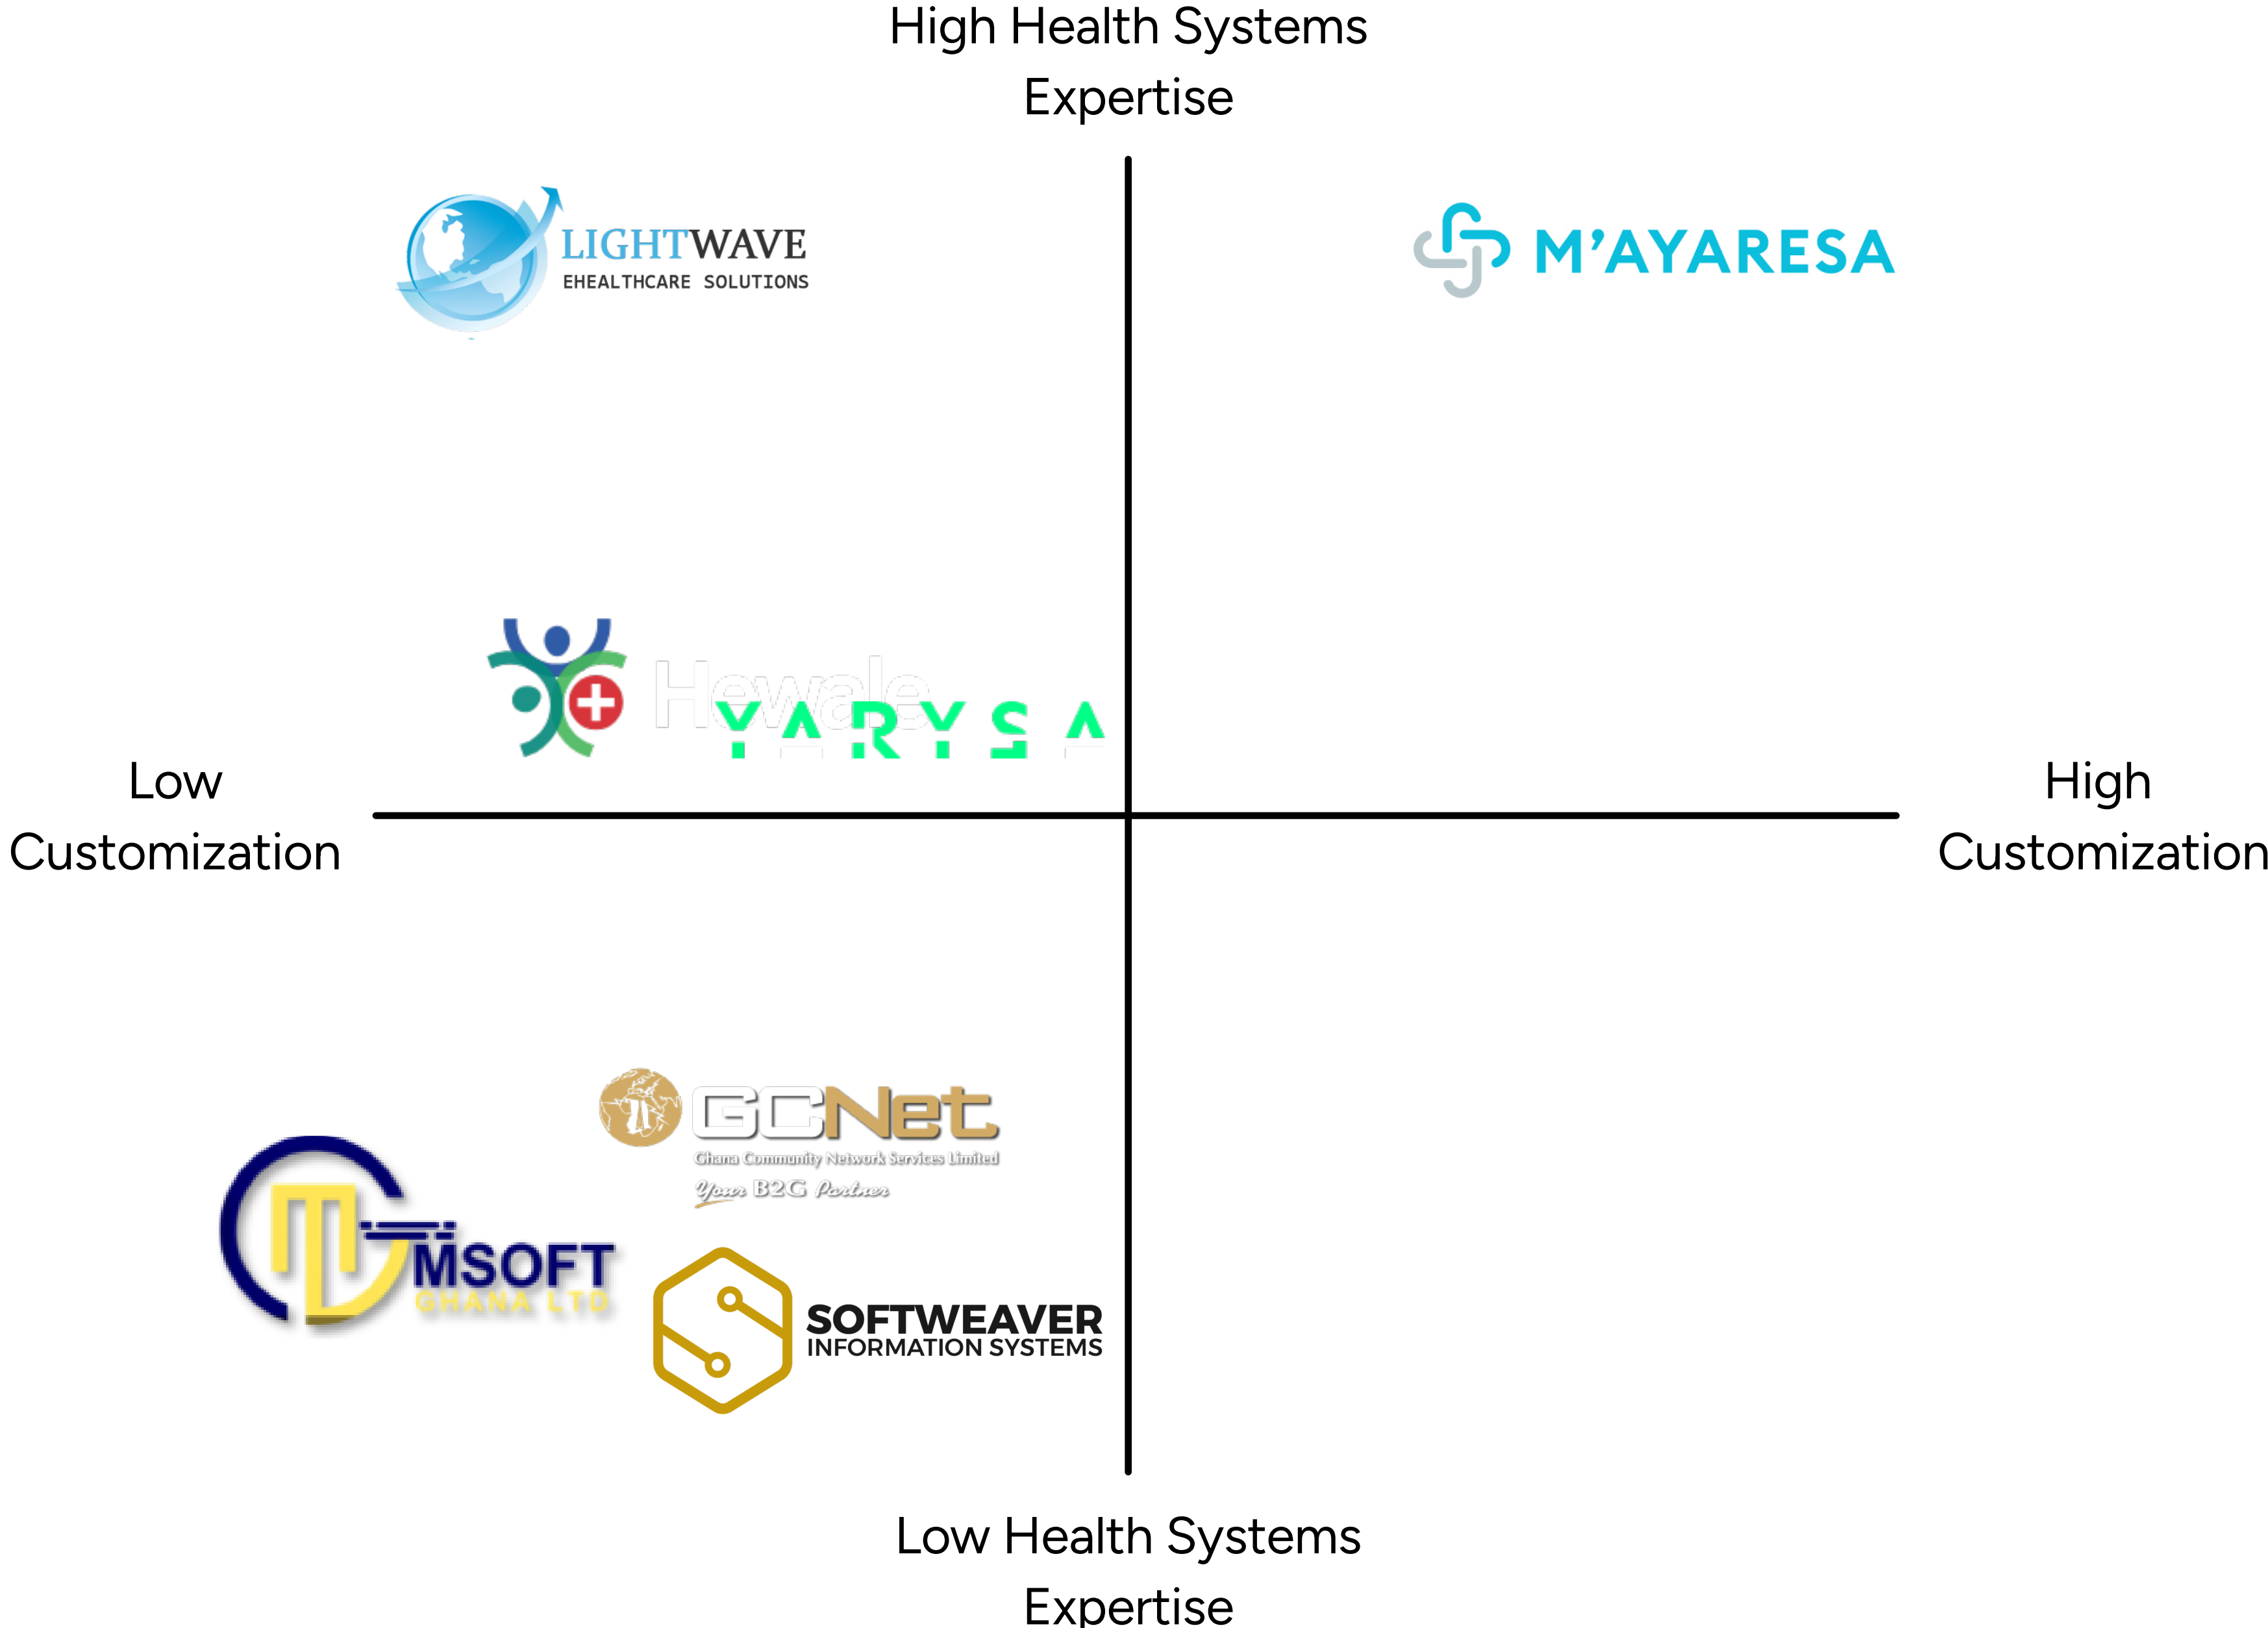 High Health Systems
Expertise
LIGHTWAVE
EHEALTHCARE SOLUTIONS
M’AYARESA
Hewale
YARYSA
Low
Customization
High
Customization
GCNet
Ghana Community Network Services Limited
Your B2G Partner
MSOFT
GHANA LTD
SOFTWEAVER
INFORMATION SYSTEMS
Low Health Systems
Expertise